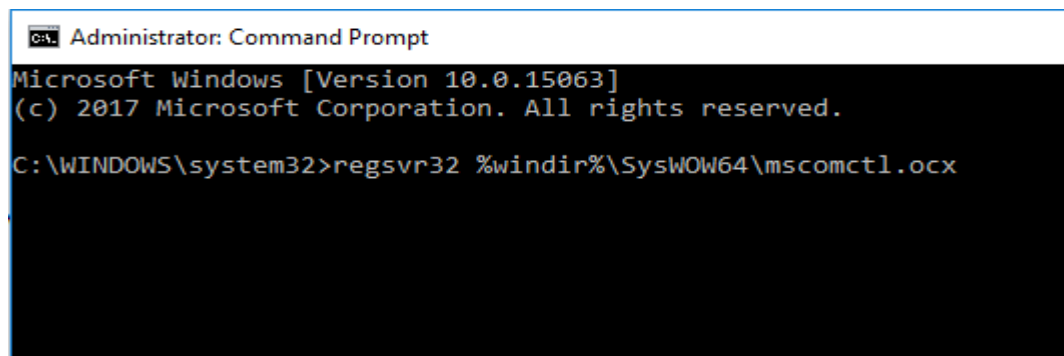 Administrator: Command Prompt
Microsoft Windows [Version 10.0.15063]
(c) 2017 Microsoft Corporation. All rights reserved.
C:\WINDOWS\system32>regsvr32 %windir%\SysWOW64\mscomctl.ocx